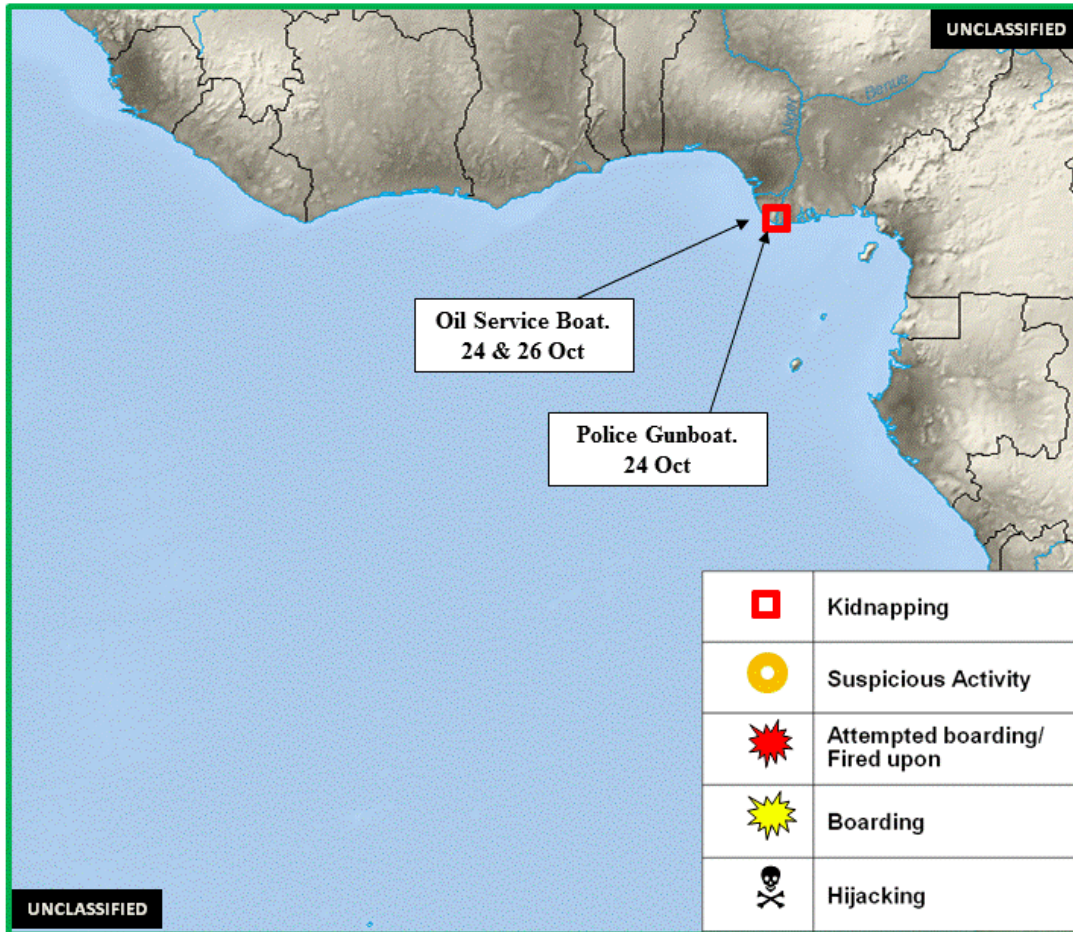 UNCLASSIFIED
Benue
Niger
Oil Service Boat.
24 & 26 Oct
Police Gunboat.
24 Oct
Kidnapping
Suspicious Activity
Attempted boarding/
Fired upon
Boarding
Hijacking
UNCLASSIFIED